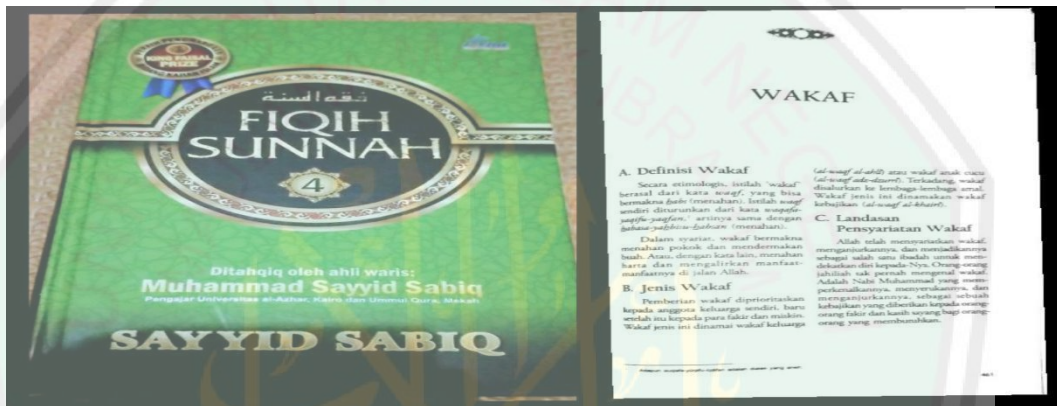 KING FAISAL
PRIZE
فقه السنة
FIQIH
SUNNAH
4
Ditahqiq oleh ahli waris:
Muhammad Sayyid Sabiq
Pengajar Universitas al-Azhar, Kairo dan Ummul Qura, Mekah
SAYYID SABIQ
WAKAF
A. Definisi Wakaf
Secara etimologis, istilah 'wakaf'
berasal dari kata waqf, yang bisa
bermakna habs (menahan). Istilah waqf
sendiri diturunkan dari kata waqafa-
yaqifu-waqfan,¹ artinya sama dengan
habasa-yahbisu-habsan (menahan).
Dalam syariat, wakaf bermakna
menahan pokok dan mendermakan
buah. Atau, dengan kata lain, menahan
harta dan mengalirkan manfaat-
manfaatnya di jalan Allah.
B. Jenis Wakaf
Pemberian wakaf diprioritaskan
kepada anggota keluarga sendiri, baru
setelah itu kepada para fakir dan miskin.
Wakaf jenis ini dinamai wakaf keluarga
(al-waqf al-ahli) atau wakaf anak cucu
(al-waqf adz-dzurri). Terkadang, wakaf
disalurkan ke lembaga-lembaga amal.
Wakaf jenis ini dinamakan wakaf
kebajikan (al-waqf al-khairi).
C. Landasan
Pensyariatan Wakaf
Allah telah mensyariatkan wakaf,
menganjurkannya, dan menjadikannya
sebagai salah satu ibadah untuk men-
dekatkan diri kepada-Nya. Orang-orang
jahiliah tak pernah mengenal wakaf.
Adalah Nabi Muhammad yang mem-
perkenalkannya, menyerukannya, dan
menganjurkannya, sebagai sebuah
kebajikan yang diberikan kepada orang-
orang fakir dan kasih sayang bagi orang-
orang yang membutuhkan.